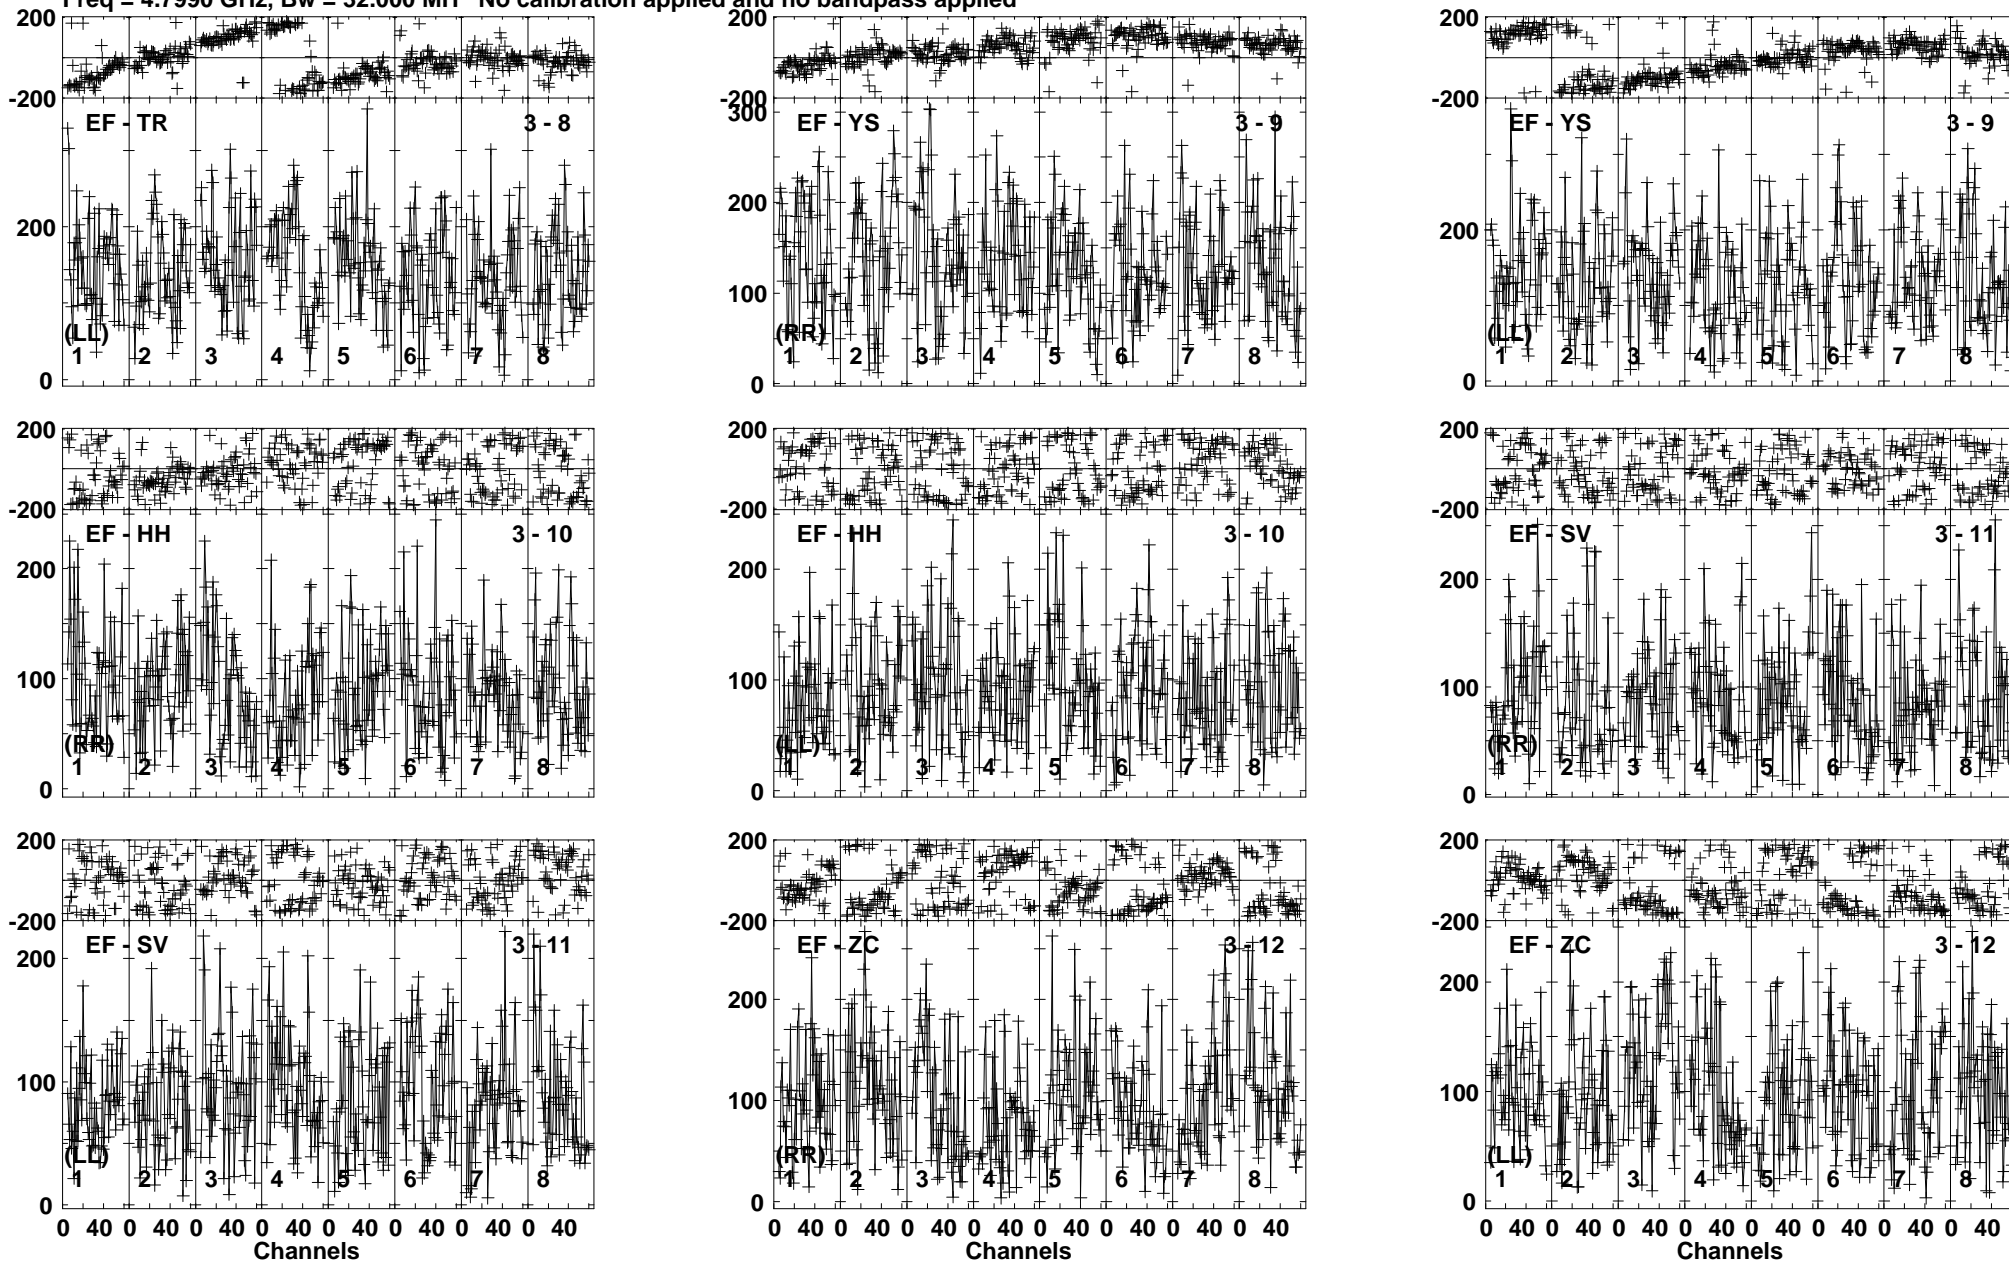 Freq = 4.7990 GHz, Bw = 32.000 MH No calibration applied and no bandpass applied
200 200 200
-200 -200 -200
EF - TR 3 - 8
200
0
(LL)
1 2 3 4 5 6 7 8
EF - YS 3 - 9
300
200
100
0
(RR)
1 2 3 4 5 6 7 8
EF - YS 3 - 9
200
0
(LL)
1 2 3 4 5 6 7 8
200 200 200
-200 -200 -200
EF - HH 3 - 10
200
100
0
(RR)
1 2 3 4 5 6 7 8
EF - HH 3 - 10
200
100
0
(LL)
1 2 3 4 5 6 7 8
EF - SV 3 - 11
200
100
0
(RR)
1 2 3 4 5 6 7 8
200 200 200
-200 -200 -200
EF - SV 3 - 11
200
100
0
(LL)
1 2 3 4 5 6 7 8
0 40 0 40 0 40 0 40 0 40 0 40 0 40 0 40
Channels
EF - ZC 3 - 12
200
100
0
(RR)
1 2 3 4 5 6 7 8
0 40 0 40 0 40 0 40 0 40 0 40 0 40 0 40
Channels
EF - ZC 3 - 12
200
100
0
(LL)
1 2 3 4 5 6 7 8
0 40 0 40 0 40 0 40 0 40 0 40 0 40 0 40
Channels